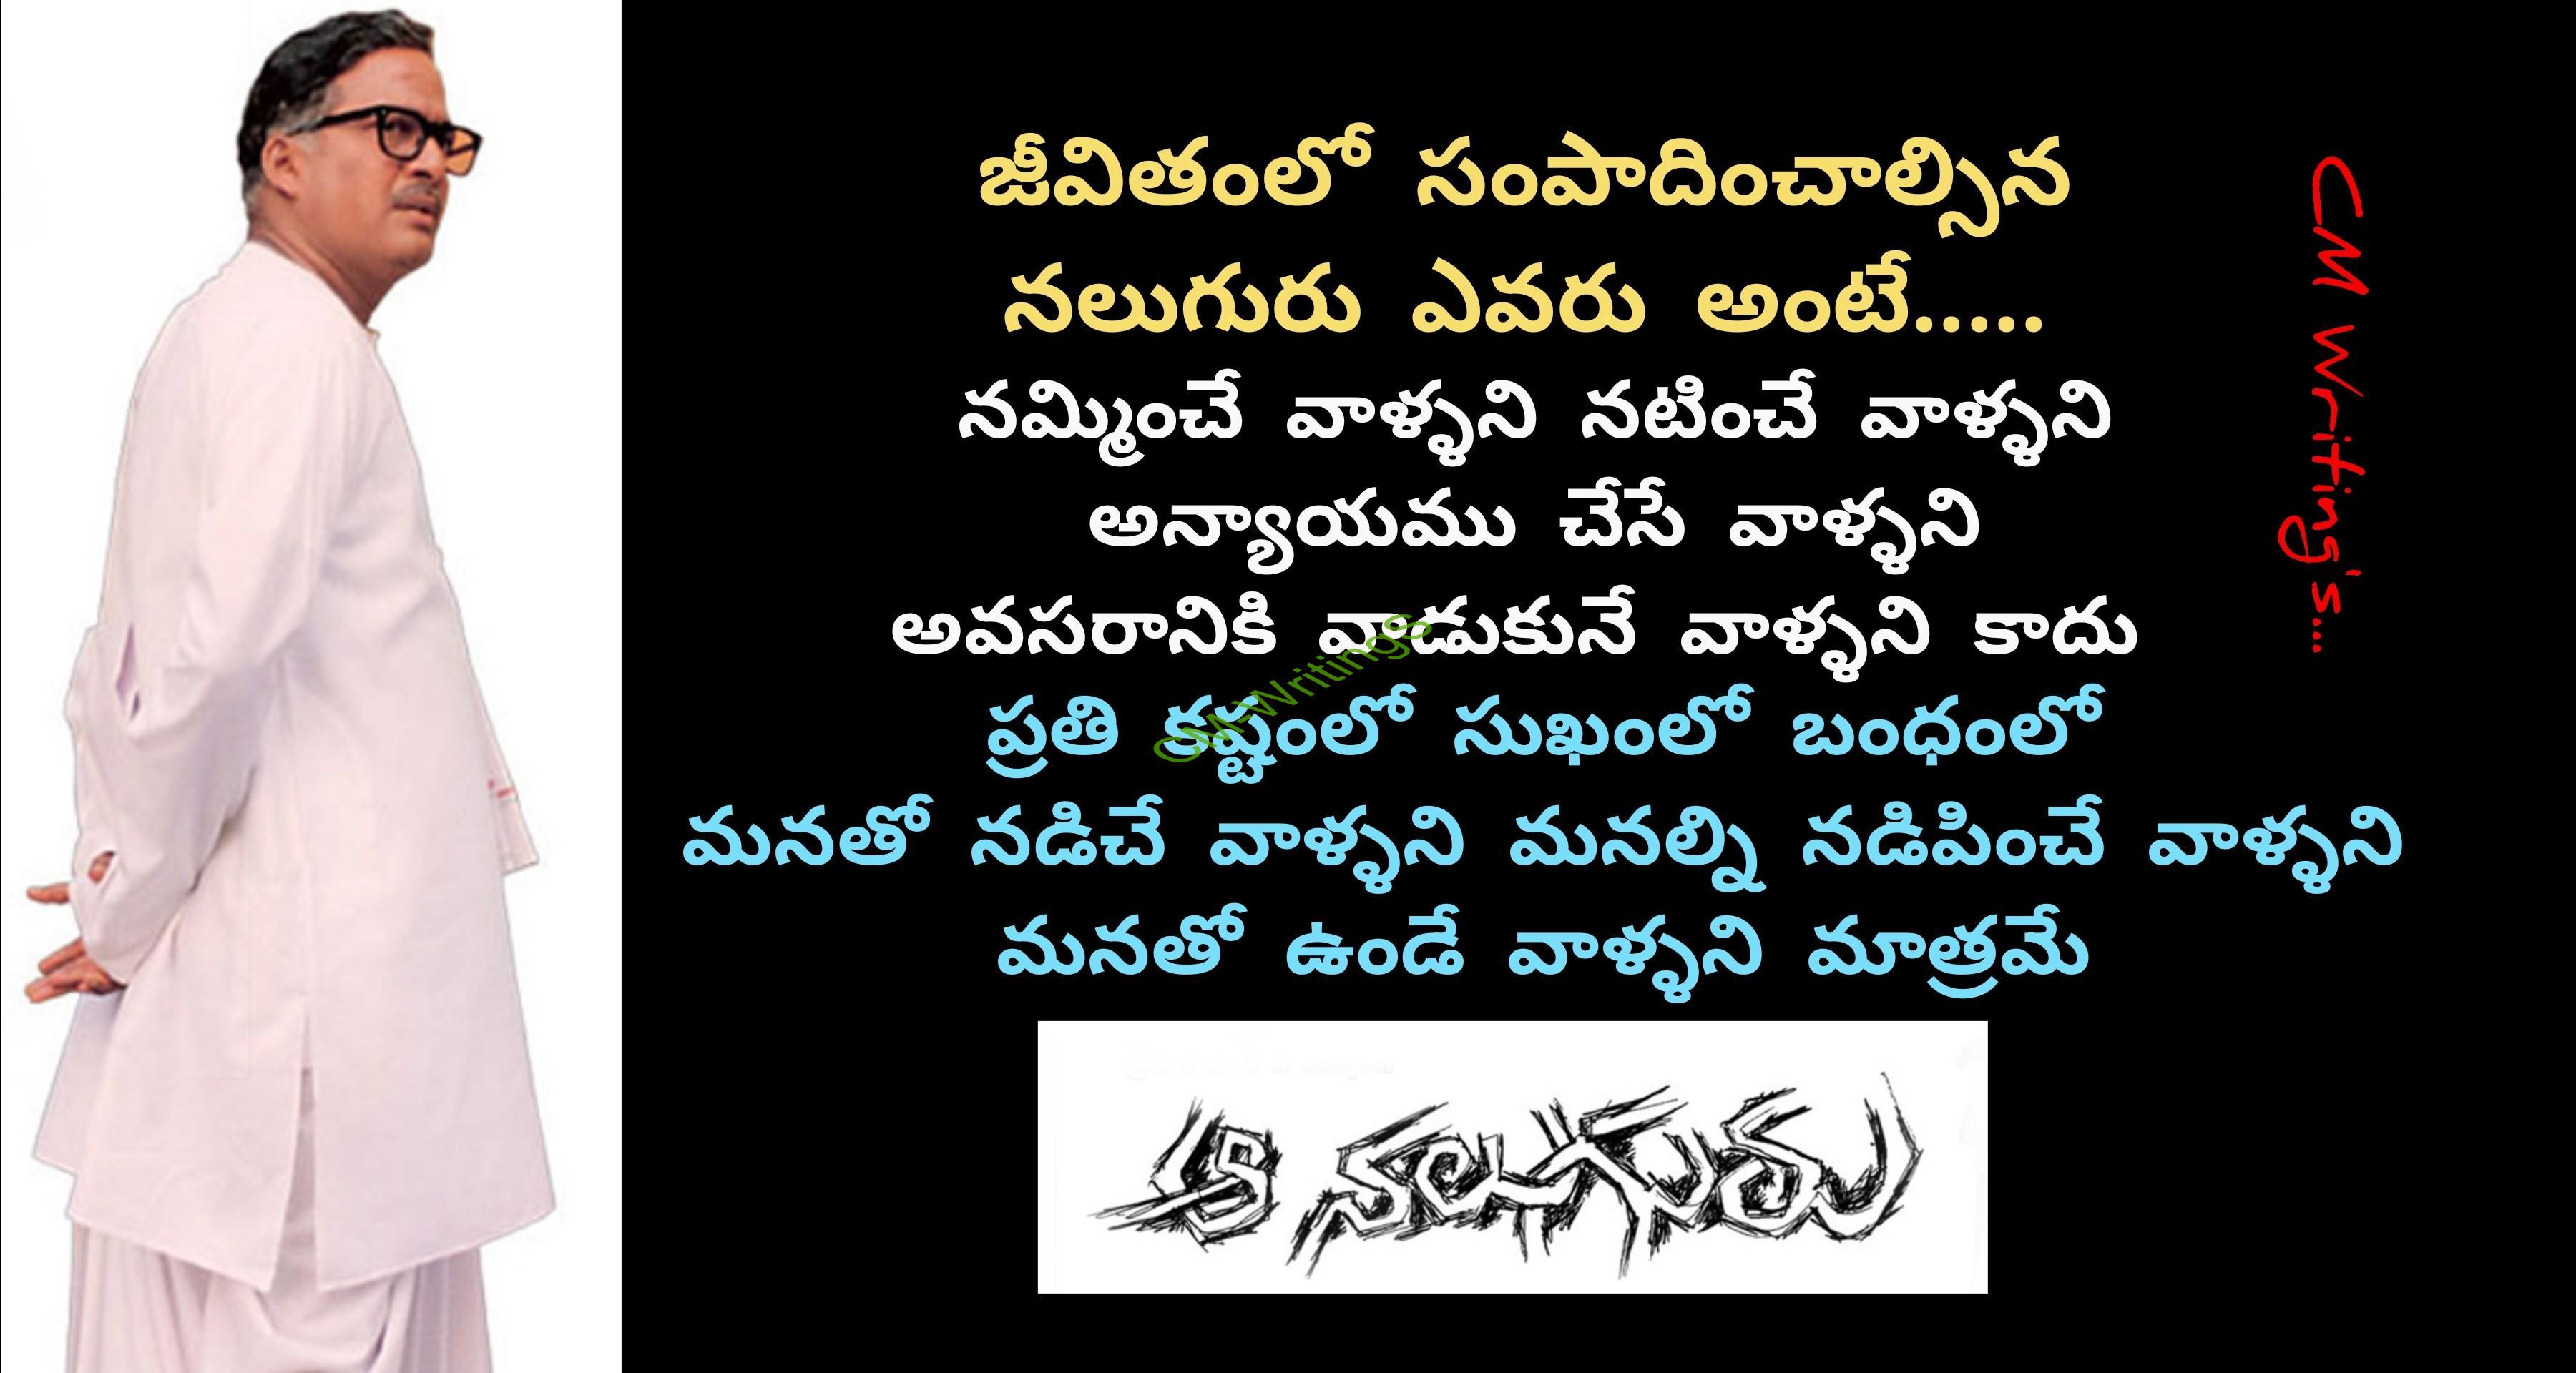 జీవితంలో సంపాదించాల్సిన
నలుగురు ఎవరు అంటే.....
నమ్మించే వాళ్ళని నటించే వాళ్ళని
అన్యాయము చేసే వాళ్ళని
అవసరానికి వాడుకునే వాళ్ళని కాదు
ప్రతి కష్టంలో సుఖంలో బంధంలో
మనతో నడిచే వాళ్ళని మనల్ని నడిపించే వాళ్ళని
మనతో ఉండే వాళ్ళని మాత్రమే
ఆ నలుగురు
CM Writing's...
CM-Writings